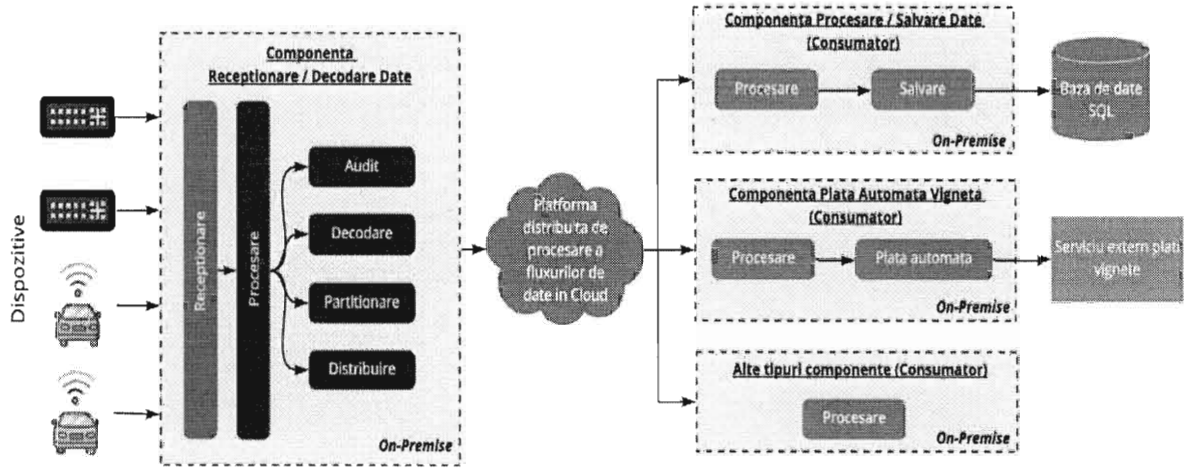 Dispozitive
Componenta
Receptionare / Decodare Date
Receptionare
Procesare
Audit
Decodare
Partitionare
Distribuire
On-Premise
Platforma
distribuita de
procesare a
fluxurilor de
date in Cloud
Componenta Procesare / Salvare Date
(Consumator)
Procesare
Salvare
On-Premise
Baza de date
SQL
Componenta Plata Automata Vigneta
(Consumator)
Procesare
Plata automata
On-Premise
Serviciu extern plati
vignete
Alte tipuri componente (Consumator)
Procesare
On-Premise